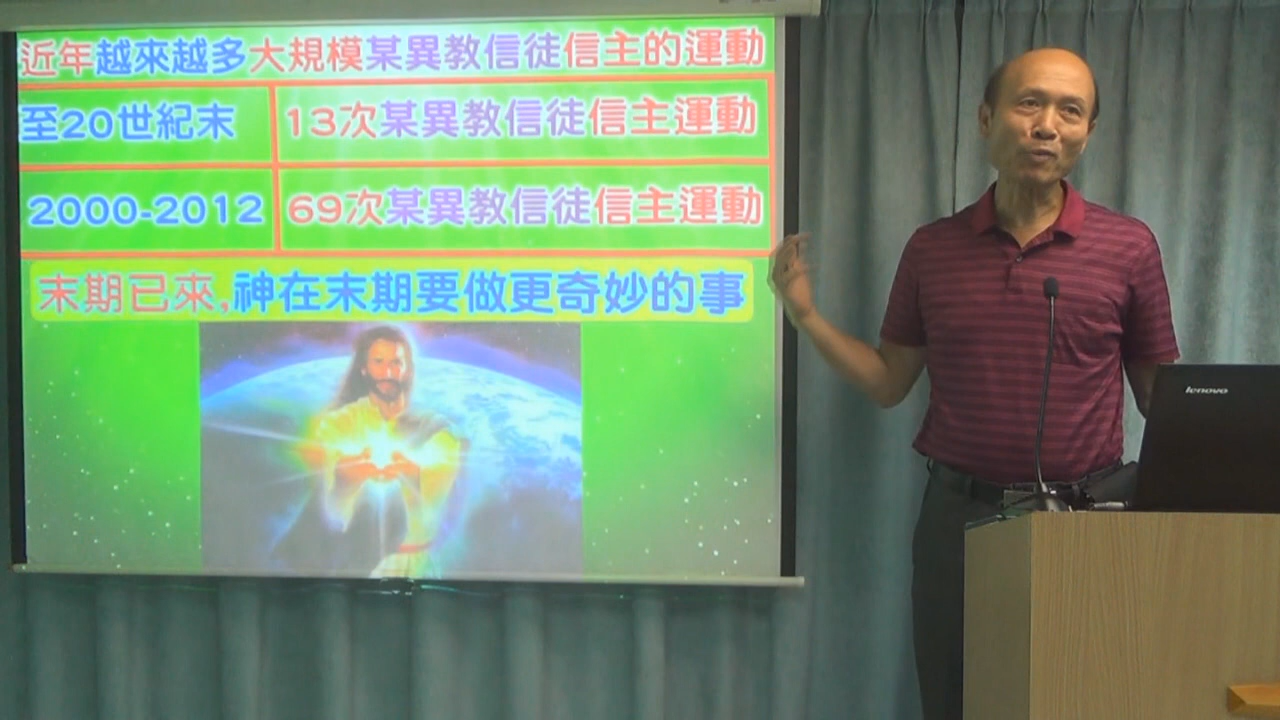 近年越來越多大規模某異教信徒信主的運動
至20世紀末 13次某異教信徒信主運動
2000-2012 69次某異教信徒信主運動
末期已來,神在末期要做更奇妙的事
lenovo